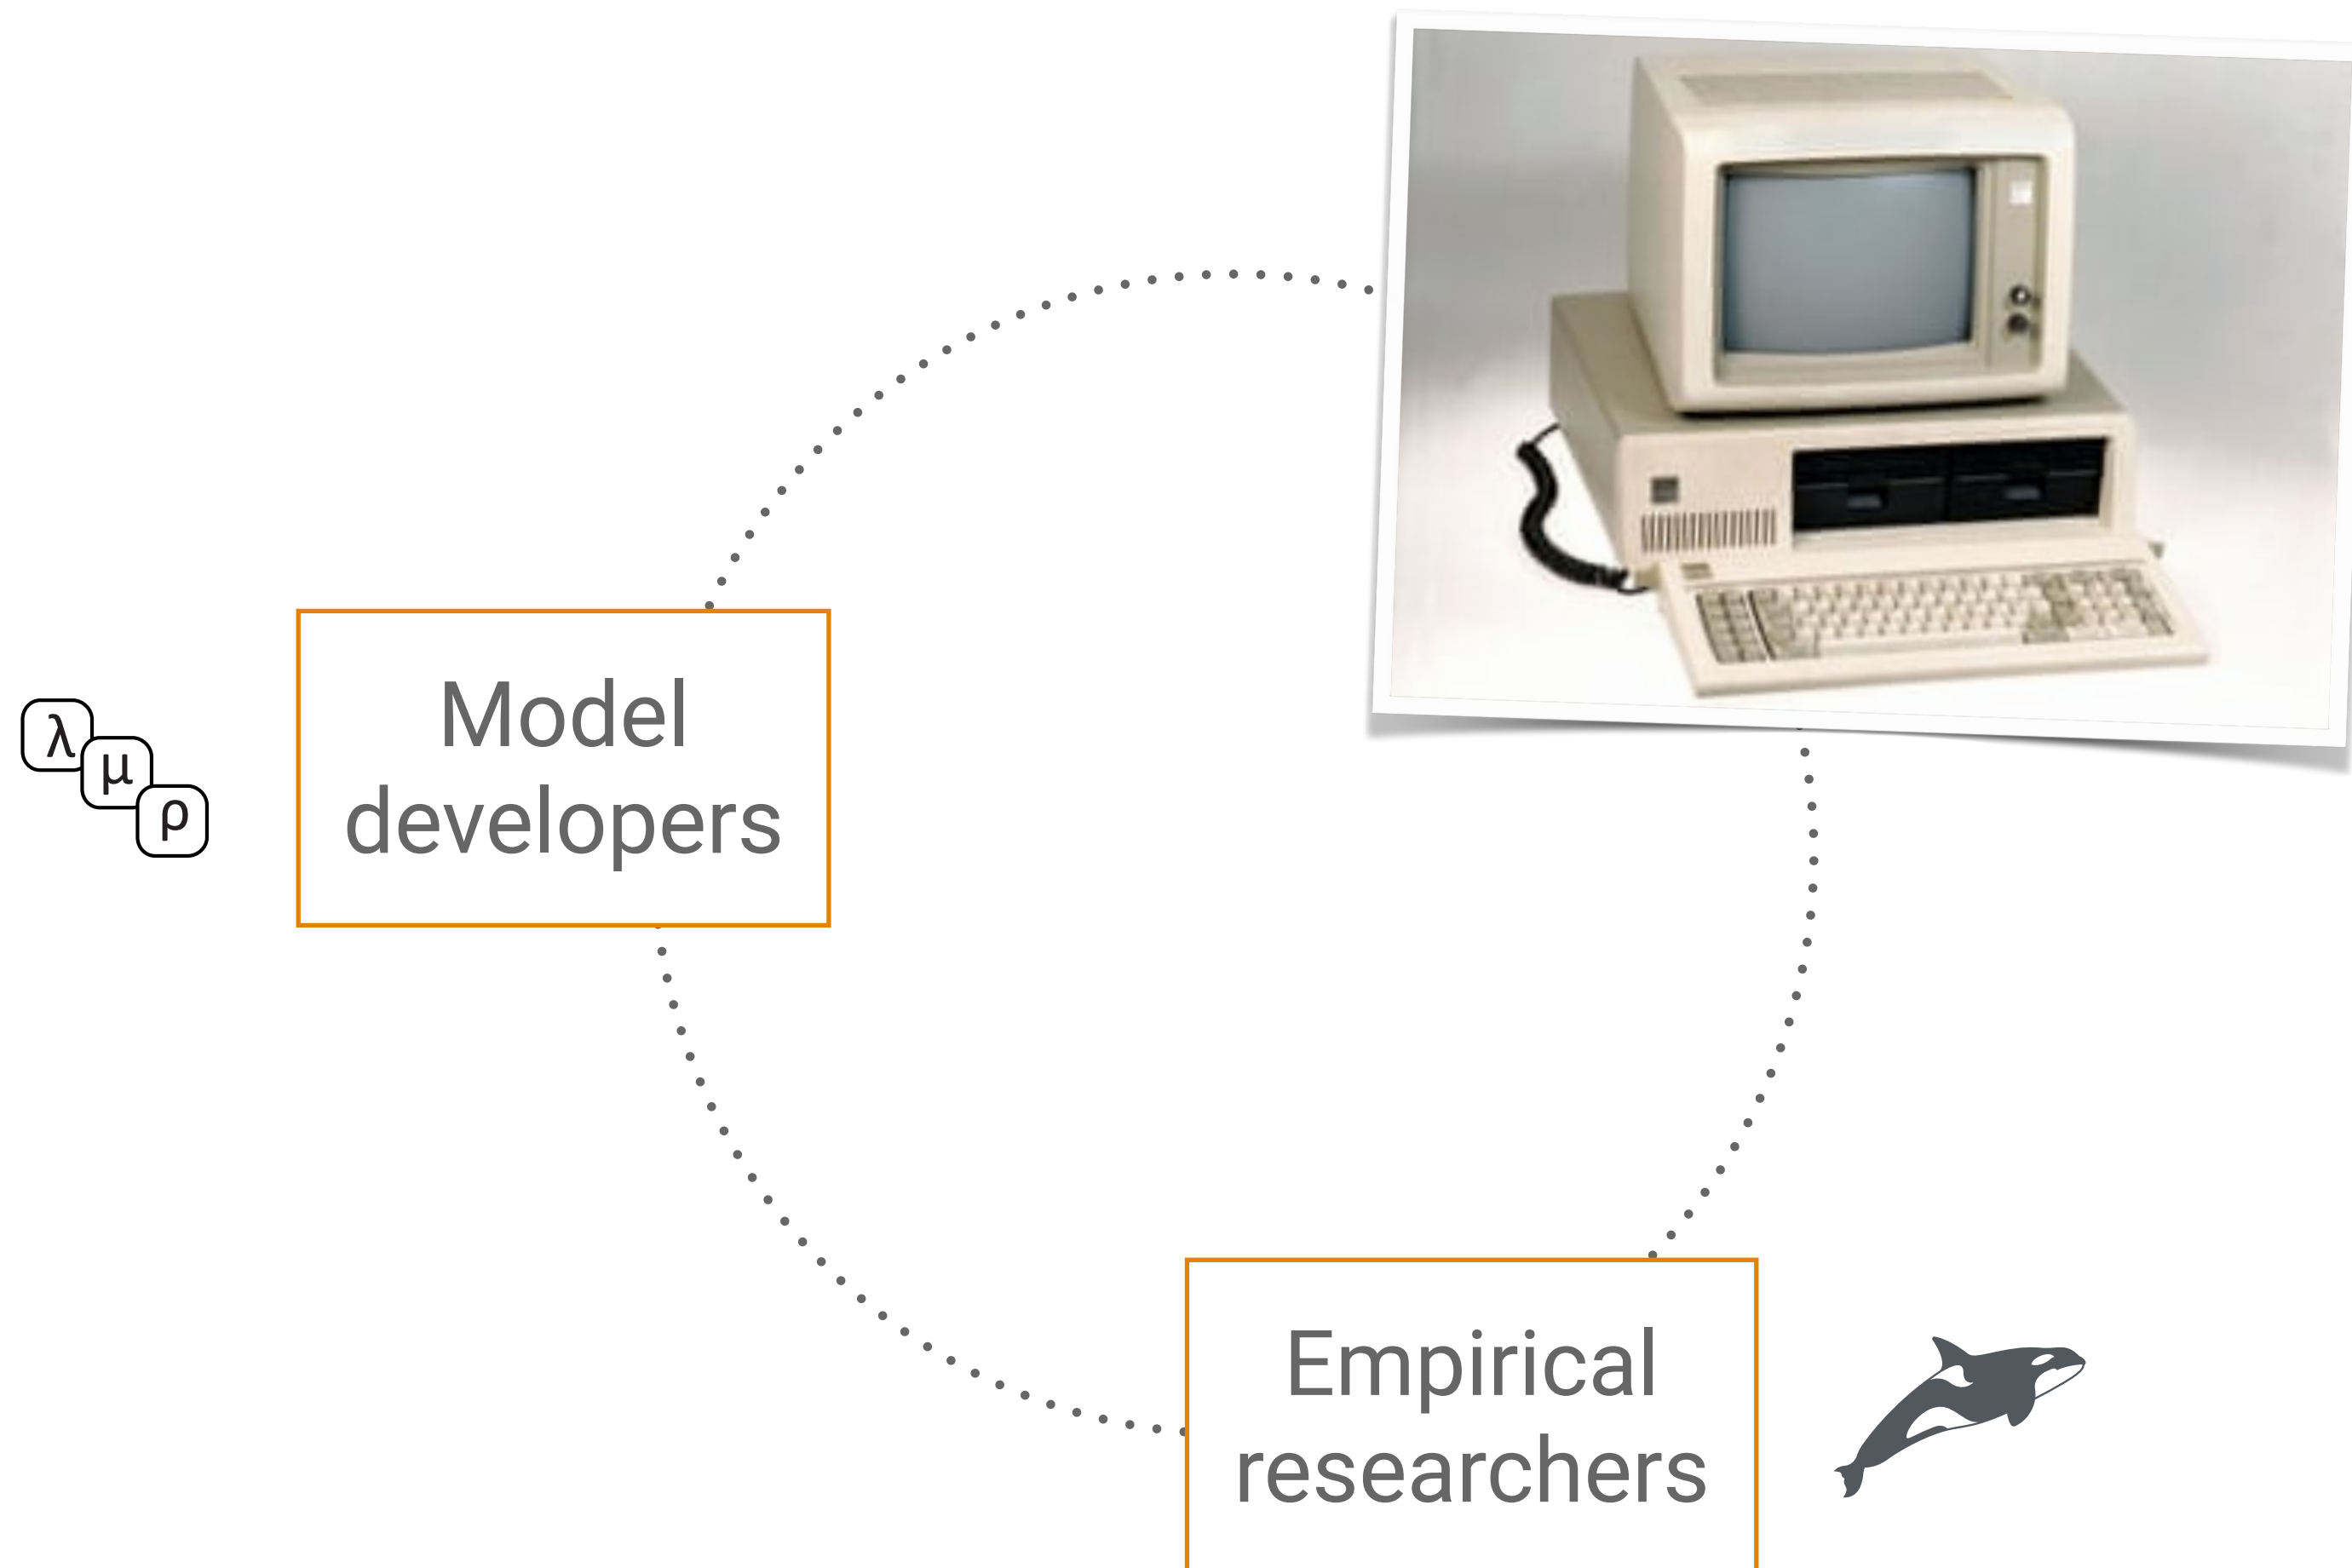 Model
developers
λ
μ
ρ
Empirical
researchers